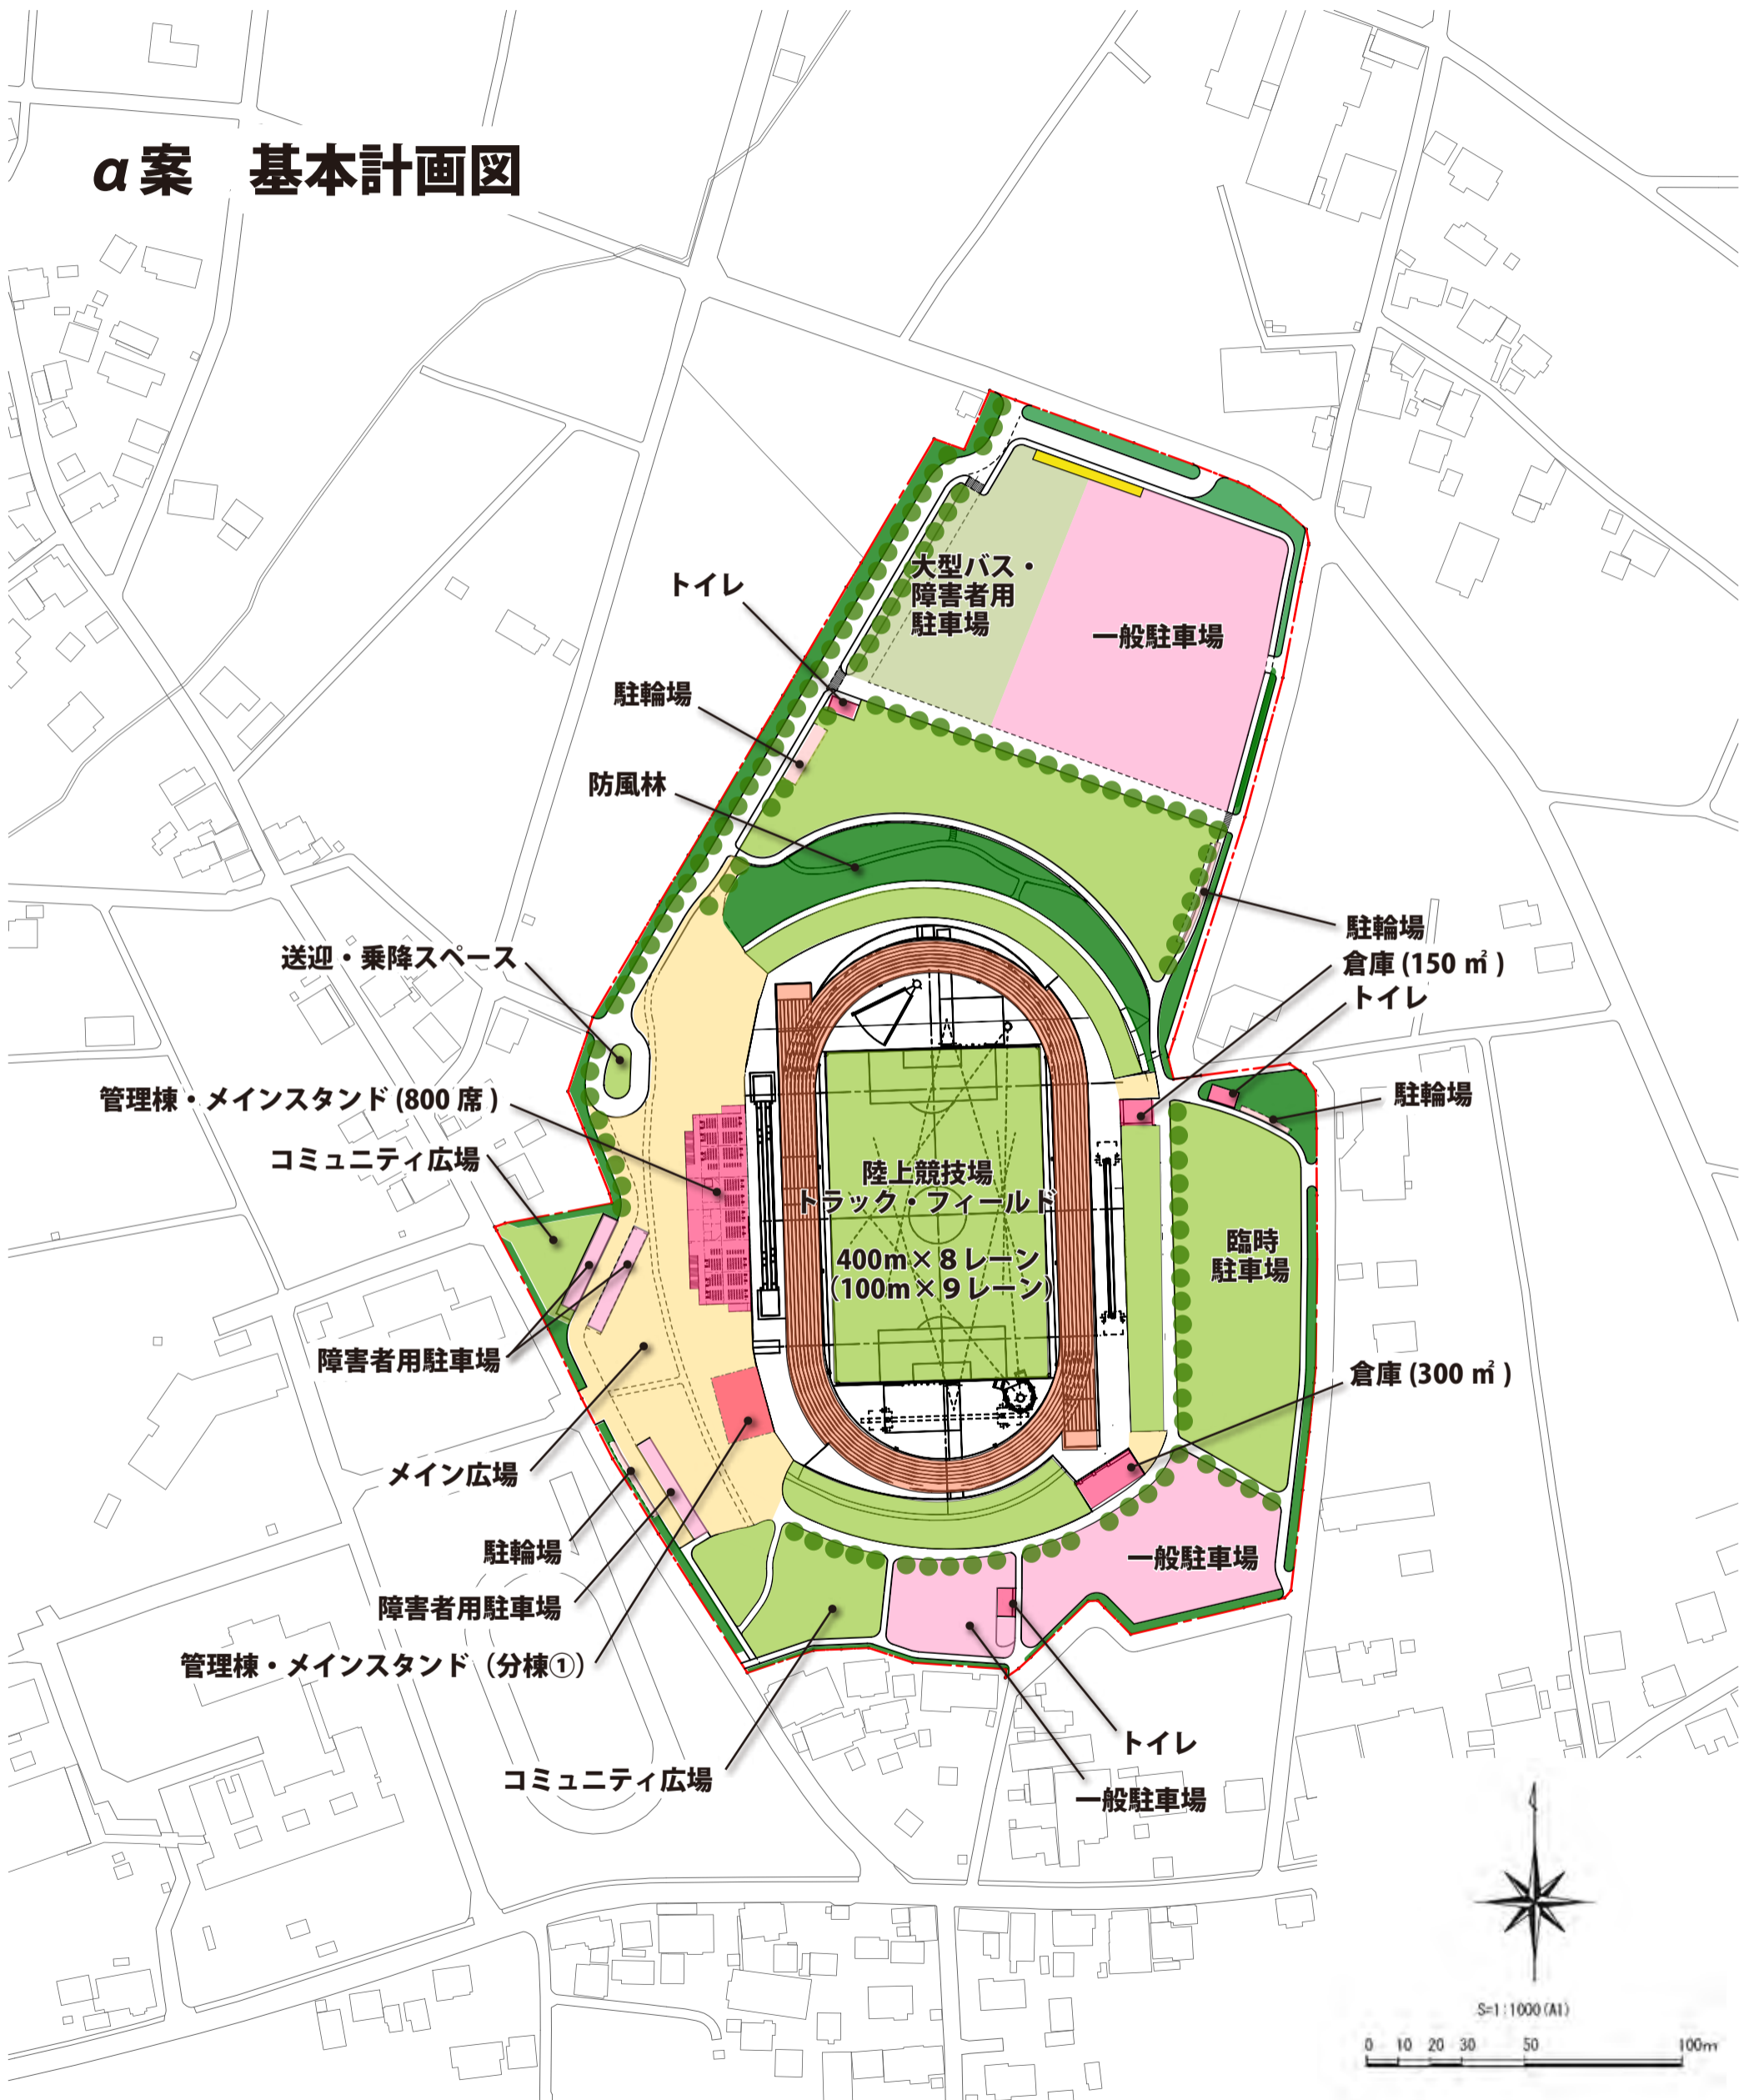 α案　基本計画図
大型バス・
障害者用
駐車場
一般駐車場
トイレ
駐輪場
防風林
駐輪場
倉庫 (150 ㎡ )
トイレ
送迎・乗降スペース
管理棟・メインスタンド (800 席 )
駐輪場
コミュニティ広場
陸上競技場
トラック・フィールド
400m×８レーン
（100m×９レーン）
臨時
駐車場
障害者用駐車場
倉庫 (300 ㎡ )
メイン広場
駐輪場
一般駐車場
障害者用駐車場
管理棟・メインスタンド（分棟①）
トイレ
コミュニティ広場
一般駐車場
S=1:1000(A1)
0 10 20 30 50 100m